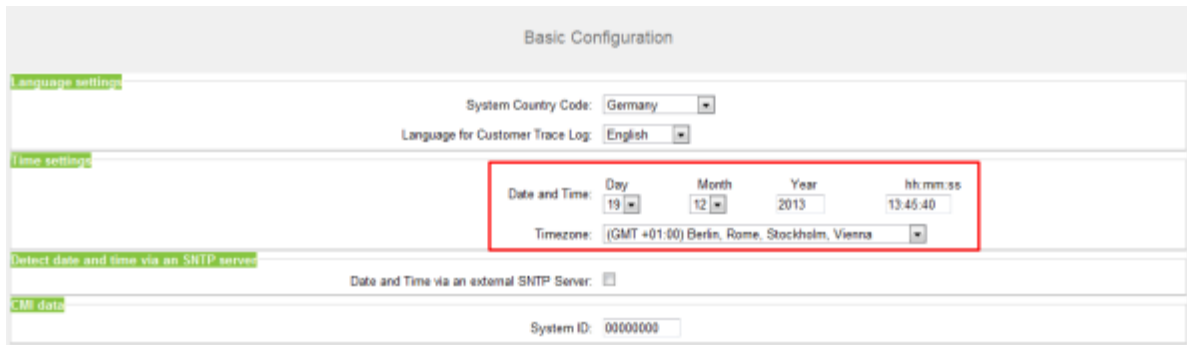 Basic Configuration
Language settings
System Country Code: Germany
Language for Customer Trace Log: English
Time settings
Day Month Year hh:mm:ss
Date and Time: 19 12 2013 13:45:40
Timezone: (GMT +01:00) Berlin, Rome, Stockholm, Vienna
Detect date and time via an SNTP server
Date and Time via an external SNTP Server:
CMI data
System ID: 00000000